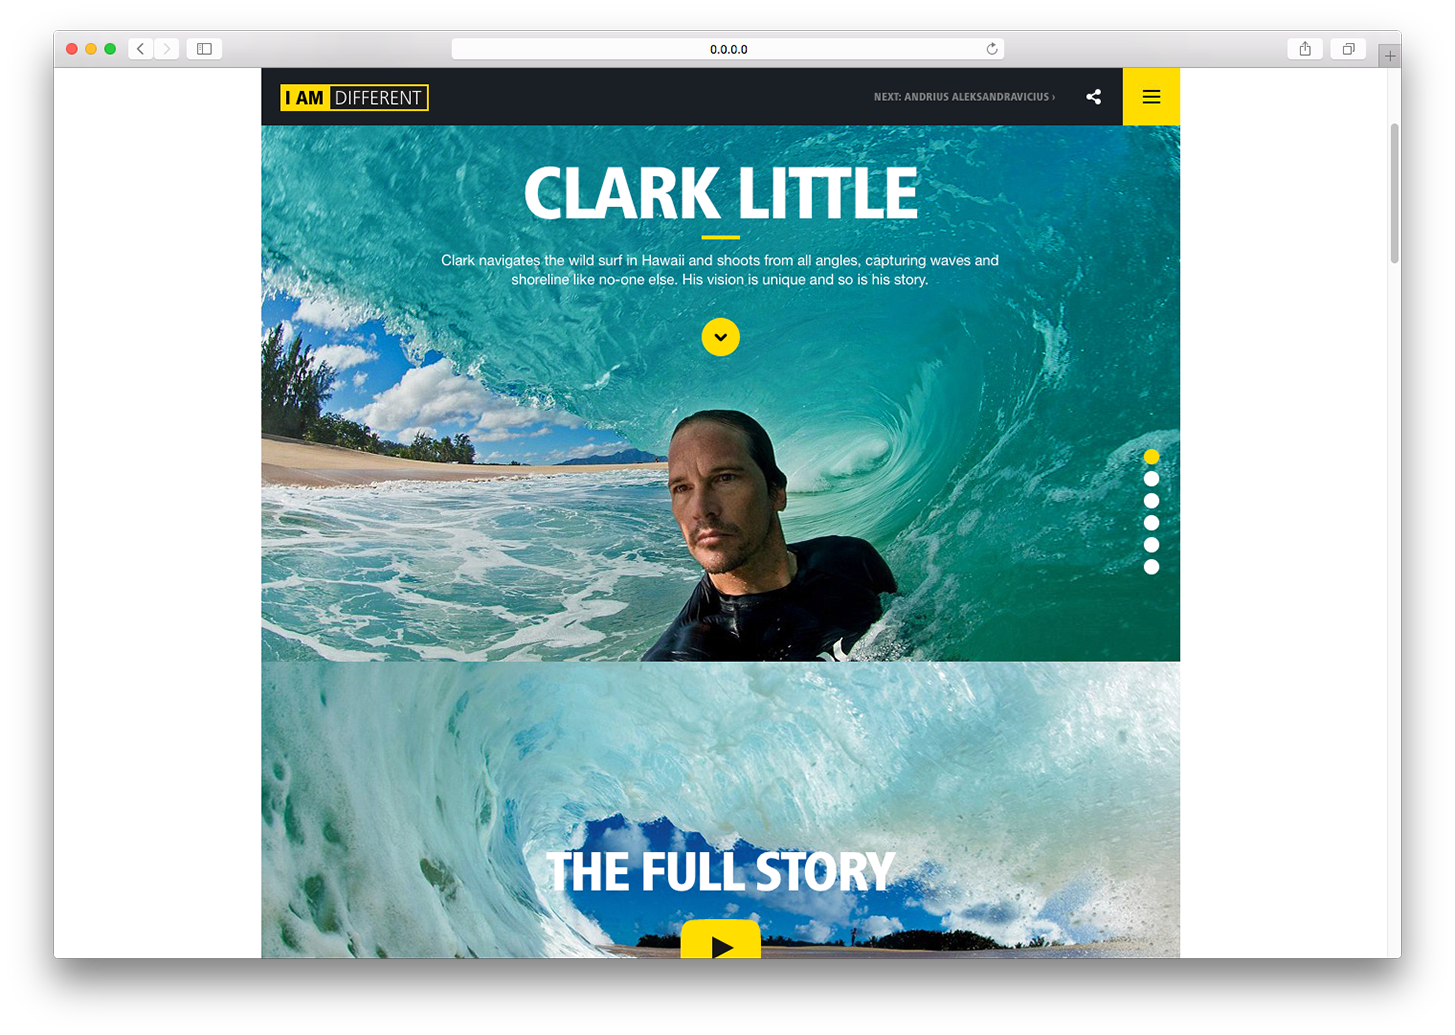 0.0.0.0
I AM DIFFERENT
NEXT: ANDRIUS ALEKSANDRAVICIUS ›
CLARK LITTLE
Clark navigates the wild surf in Hawaii and shoots from all angles, capturing waves and
shoreline like no-one else. His vision is unique and so is his story.
THE FULL STORY